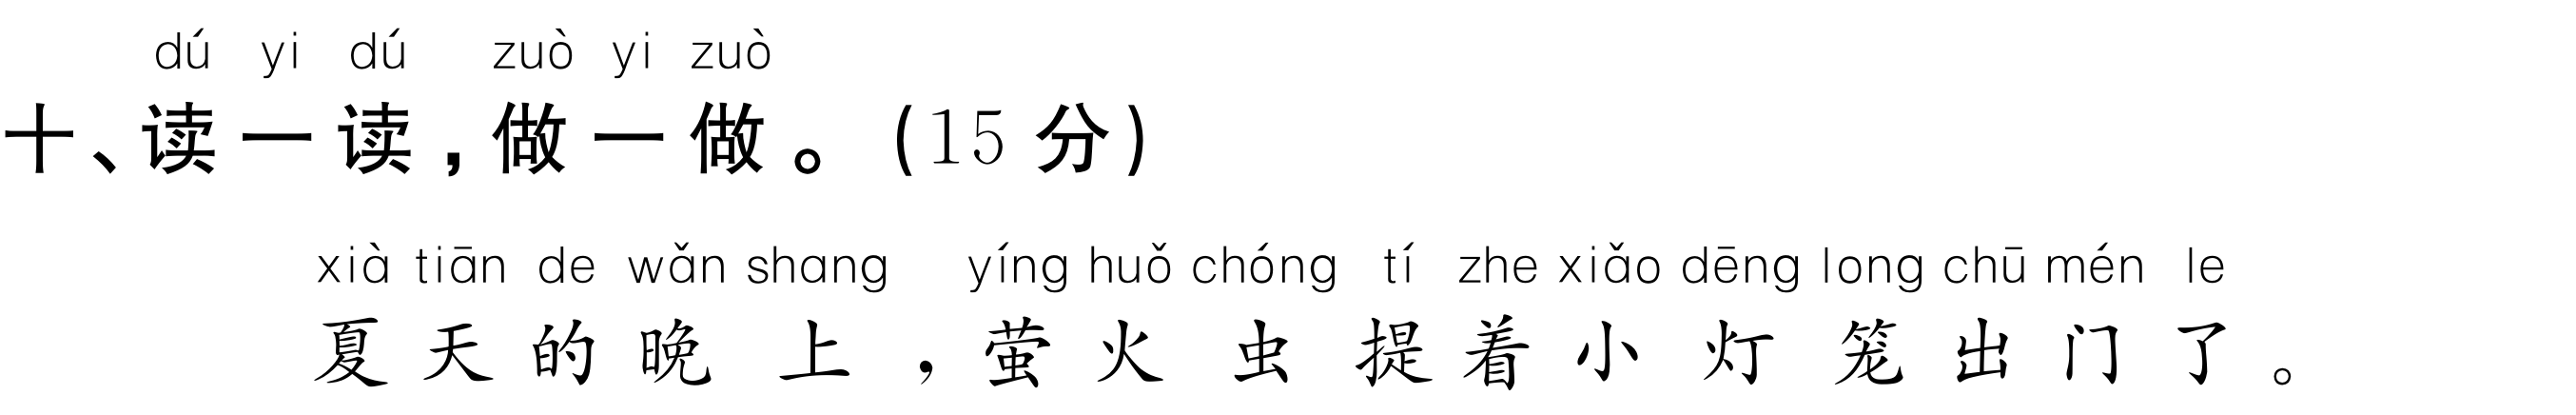 dú yi dú zuò yi zuò
十、读一读,做一做。(15 分)
xià tiān de wǎn shang yíng huǒ chóng tí zhe xiǎo dēng long chū mén le
夏天的晚上,萤火虫提着小灯笼出门了。